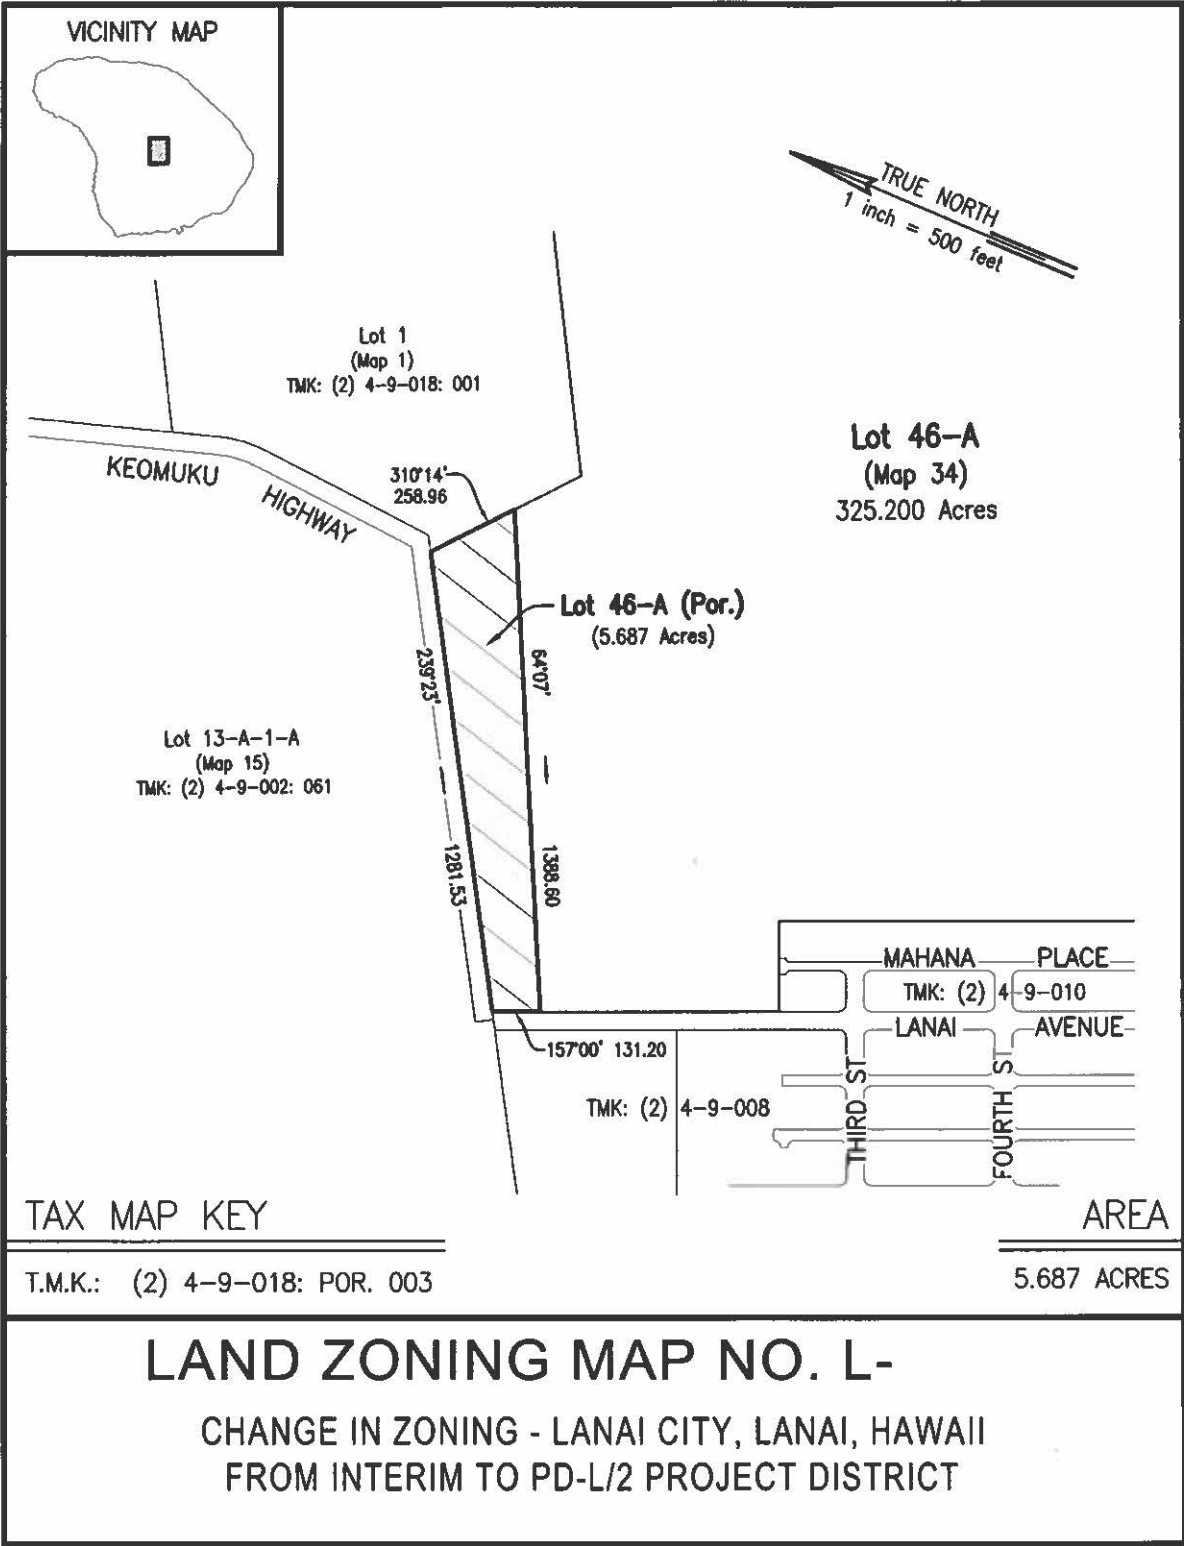 VICINITY MAP
TRUE NORTH
1 inch = 500 feet
Lot 1
(Map 1)
TMK: (2) 4-9-018: 001
KEOMUKU
HIGHWAY
310°14'
258.96
Lot 46-A
(Map 34)
325.200 Acres
Lot 46-A (Por.)
(5.687 Acres)
239°23'
1281.53
64°07'
1388.60
Lot 13-A-1-A
(Map 15)
TMK: (2) 4-9-002: 061
MAHANA PLACE
TMK: (2) 4-9-010
LANAI AVENUE
157°00' 131.20
TMK: (2) 4-9-008
THIRD ST
FOURTH ST
TAX MAP KEY
T.M.K.: (2) 4-9-018: POR. 003
AREA
5.687 ACRES
LAND ZONING MAP NO. L-
CHANGE IN ZONING - LANAI CITY, LANAI, HAWAII
FROM INTERIM TO PD-L/2 PROJECT DISTRICT